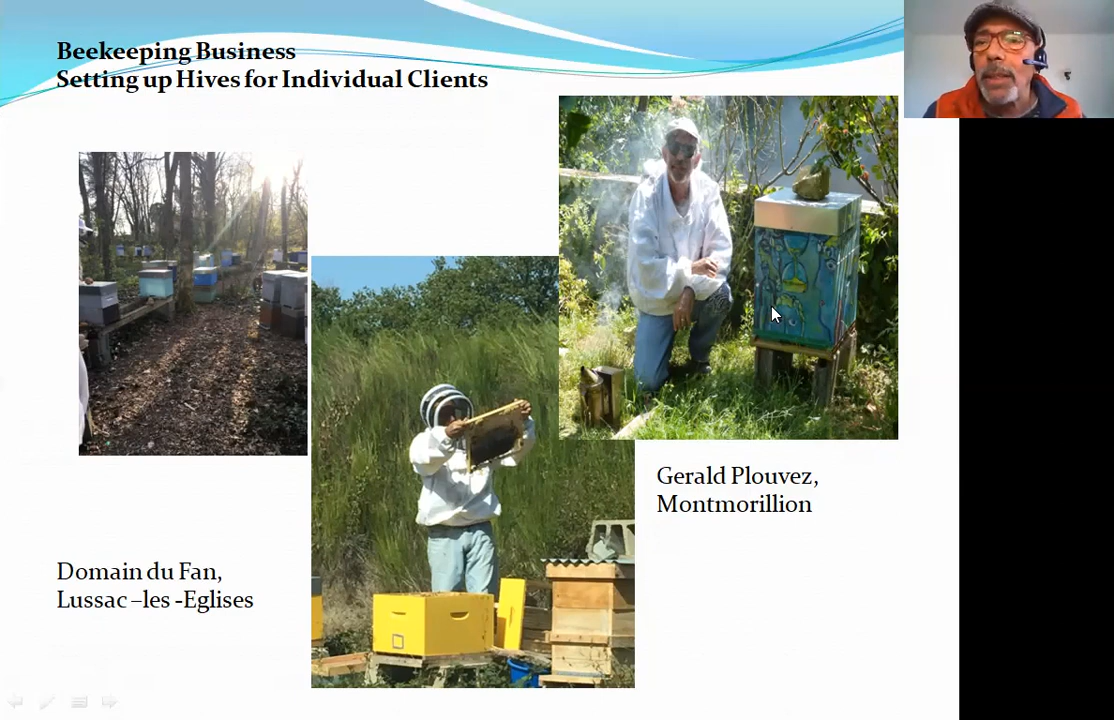 Beekeeping Business
Setting up Hives for Individual Clients
Gerald Plouvez,
Montmorillion
Domain du Fan,
Lussac –les -Eglises